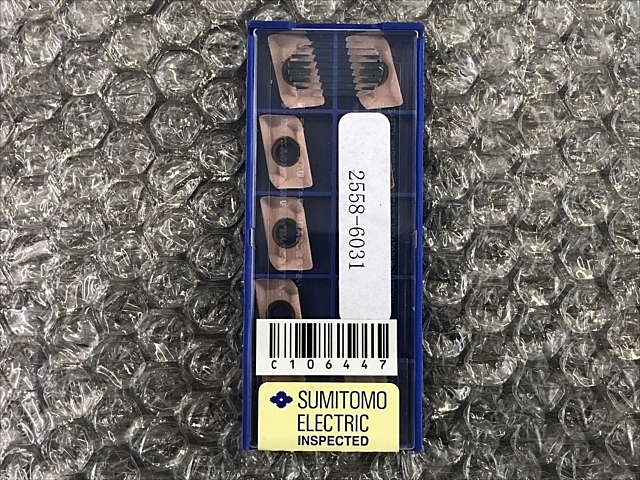 2558-6031
C106447
SUMITOMO
ELECTRIC
INSPECTED